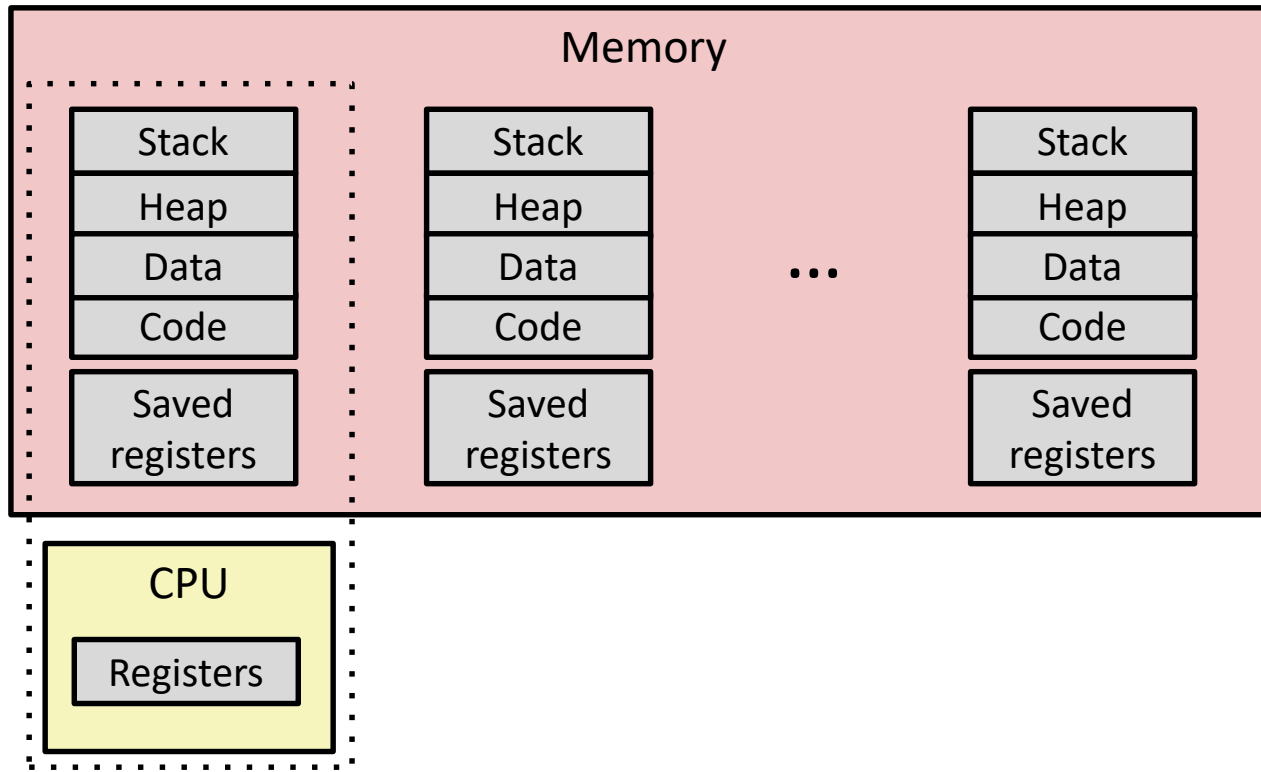 Memory
Stack
Heap
Data
Code
Saved
registers
Stack
Heap
Data
Code
Saved
registers
...
Stack
Heap
Data
Code
Saved
registers
CPU
Registers